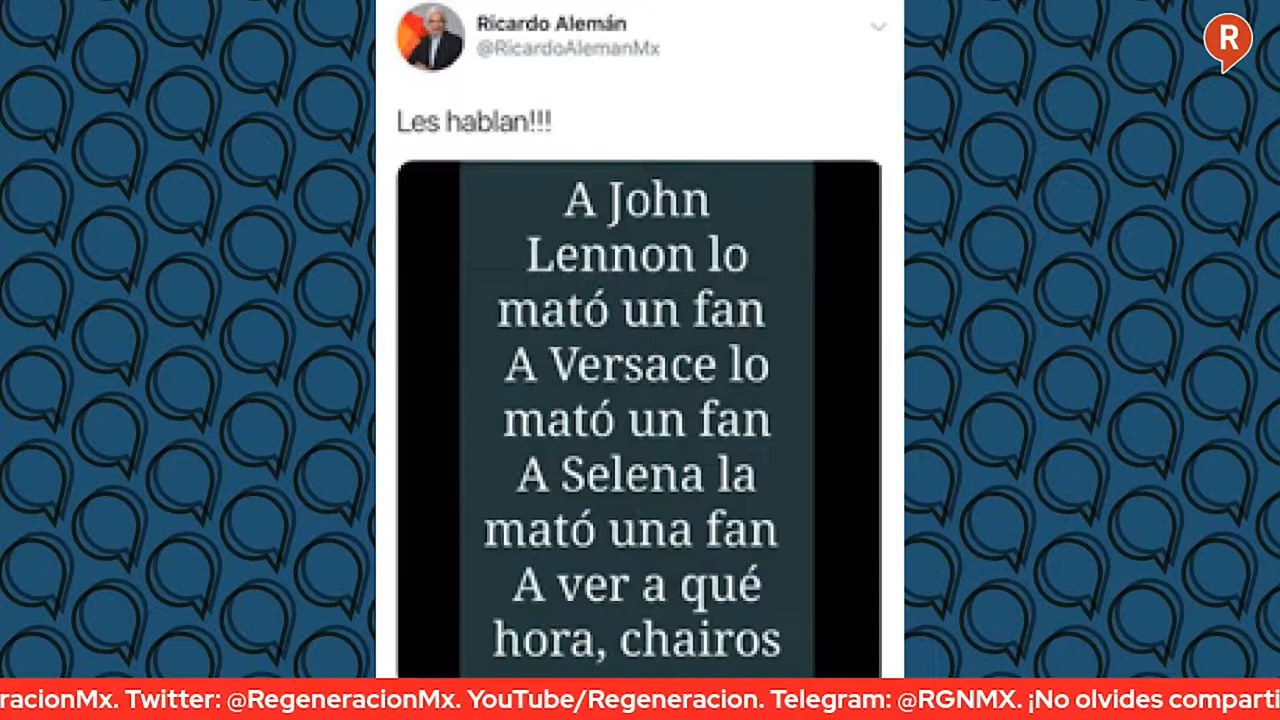 Ricardo Alemán
@RicardoAlemanMx
R
Les hablan!!!
A John
Lennon lo
mató un fan
A Versace lo
mató un fan
A Selena la
mató una fan
A ver a qué
hora, chairos
racionMx. Twitter: @RegeneracionMx. YouTube/Regeneracion. Telegram: @RGNMX. ¡No olvides comparti